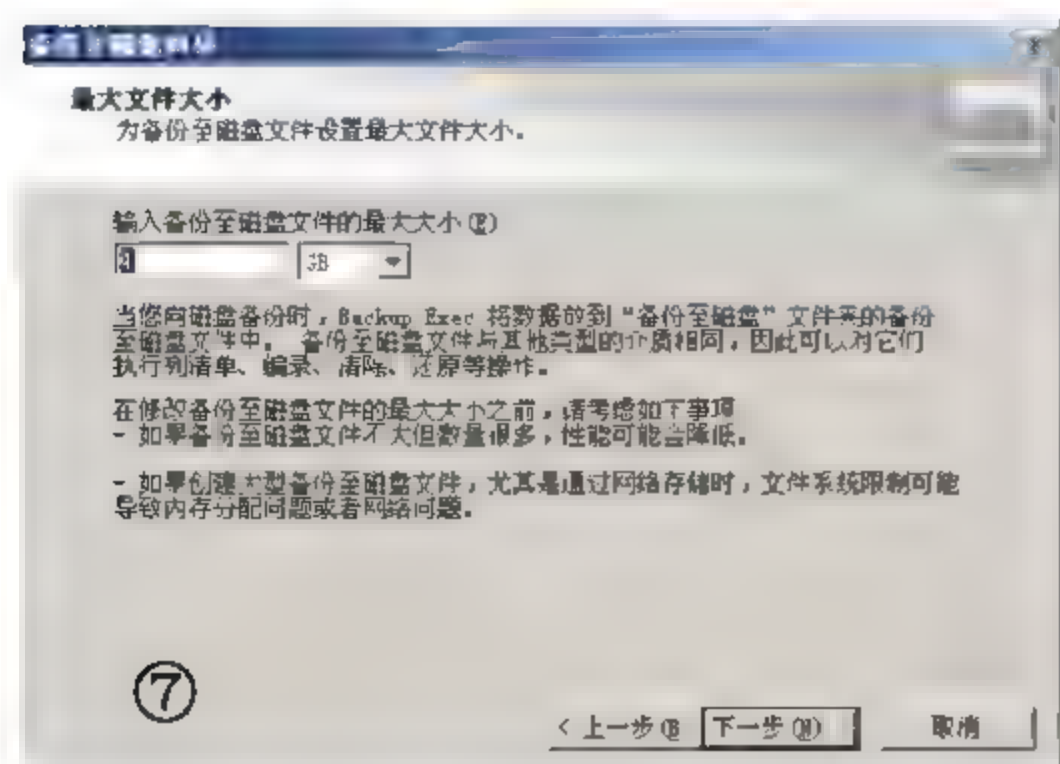 最大文件大小
为备份至磁盘文件设置最大文件大小。
输入备份至磁盘文件的最大大小(E)
GB
当您向磁盘备份时，Backup Exec 将数据放到“备份至磁盘”文件夹的备份
至磁盘文件中。 备份至磁盘文件与其他类型的介质相同，因此可以对它们
执行列清单、编录、清除、还原等操作。
在修改备份至磁盘文件的最大大小之前，请考虑如下事项
- 如果备份至磁盘文件不大但数量很多，性能可能会降低。
- 如果创建大型备份至磁盘文件，尤其是通过网络存储时，文件系统限制可能
导致内存分配问题或者网络问题。
⑦
< 上一步(B 下一步(N) 取消